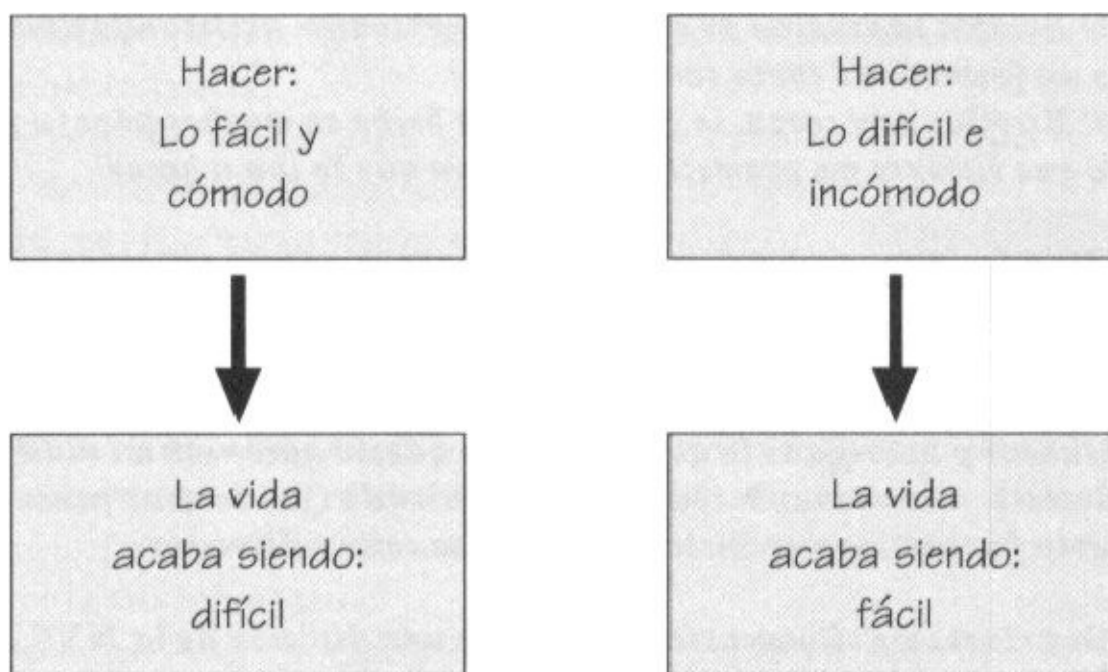 Hacer:
Lo fácil y
cómodo
Hacer:
Lo difícil e
incómodo
La vida
acaba siendo:
difícil
La vida
acaba siendo:
fácil